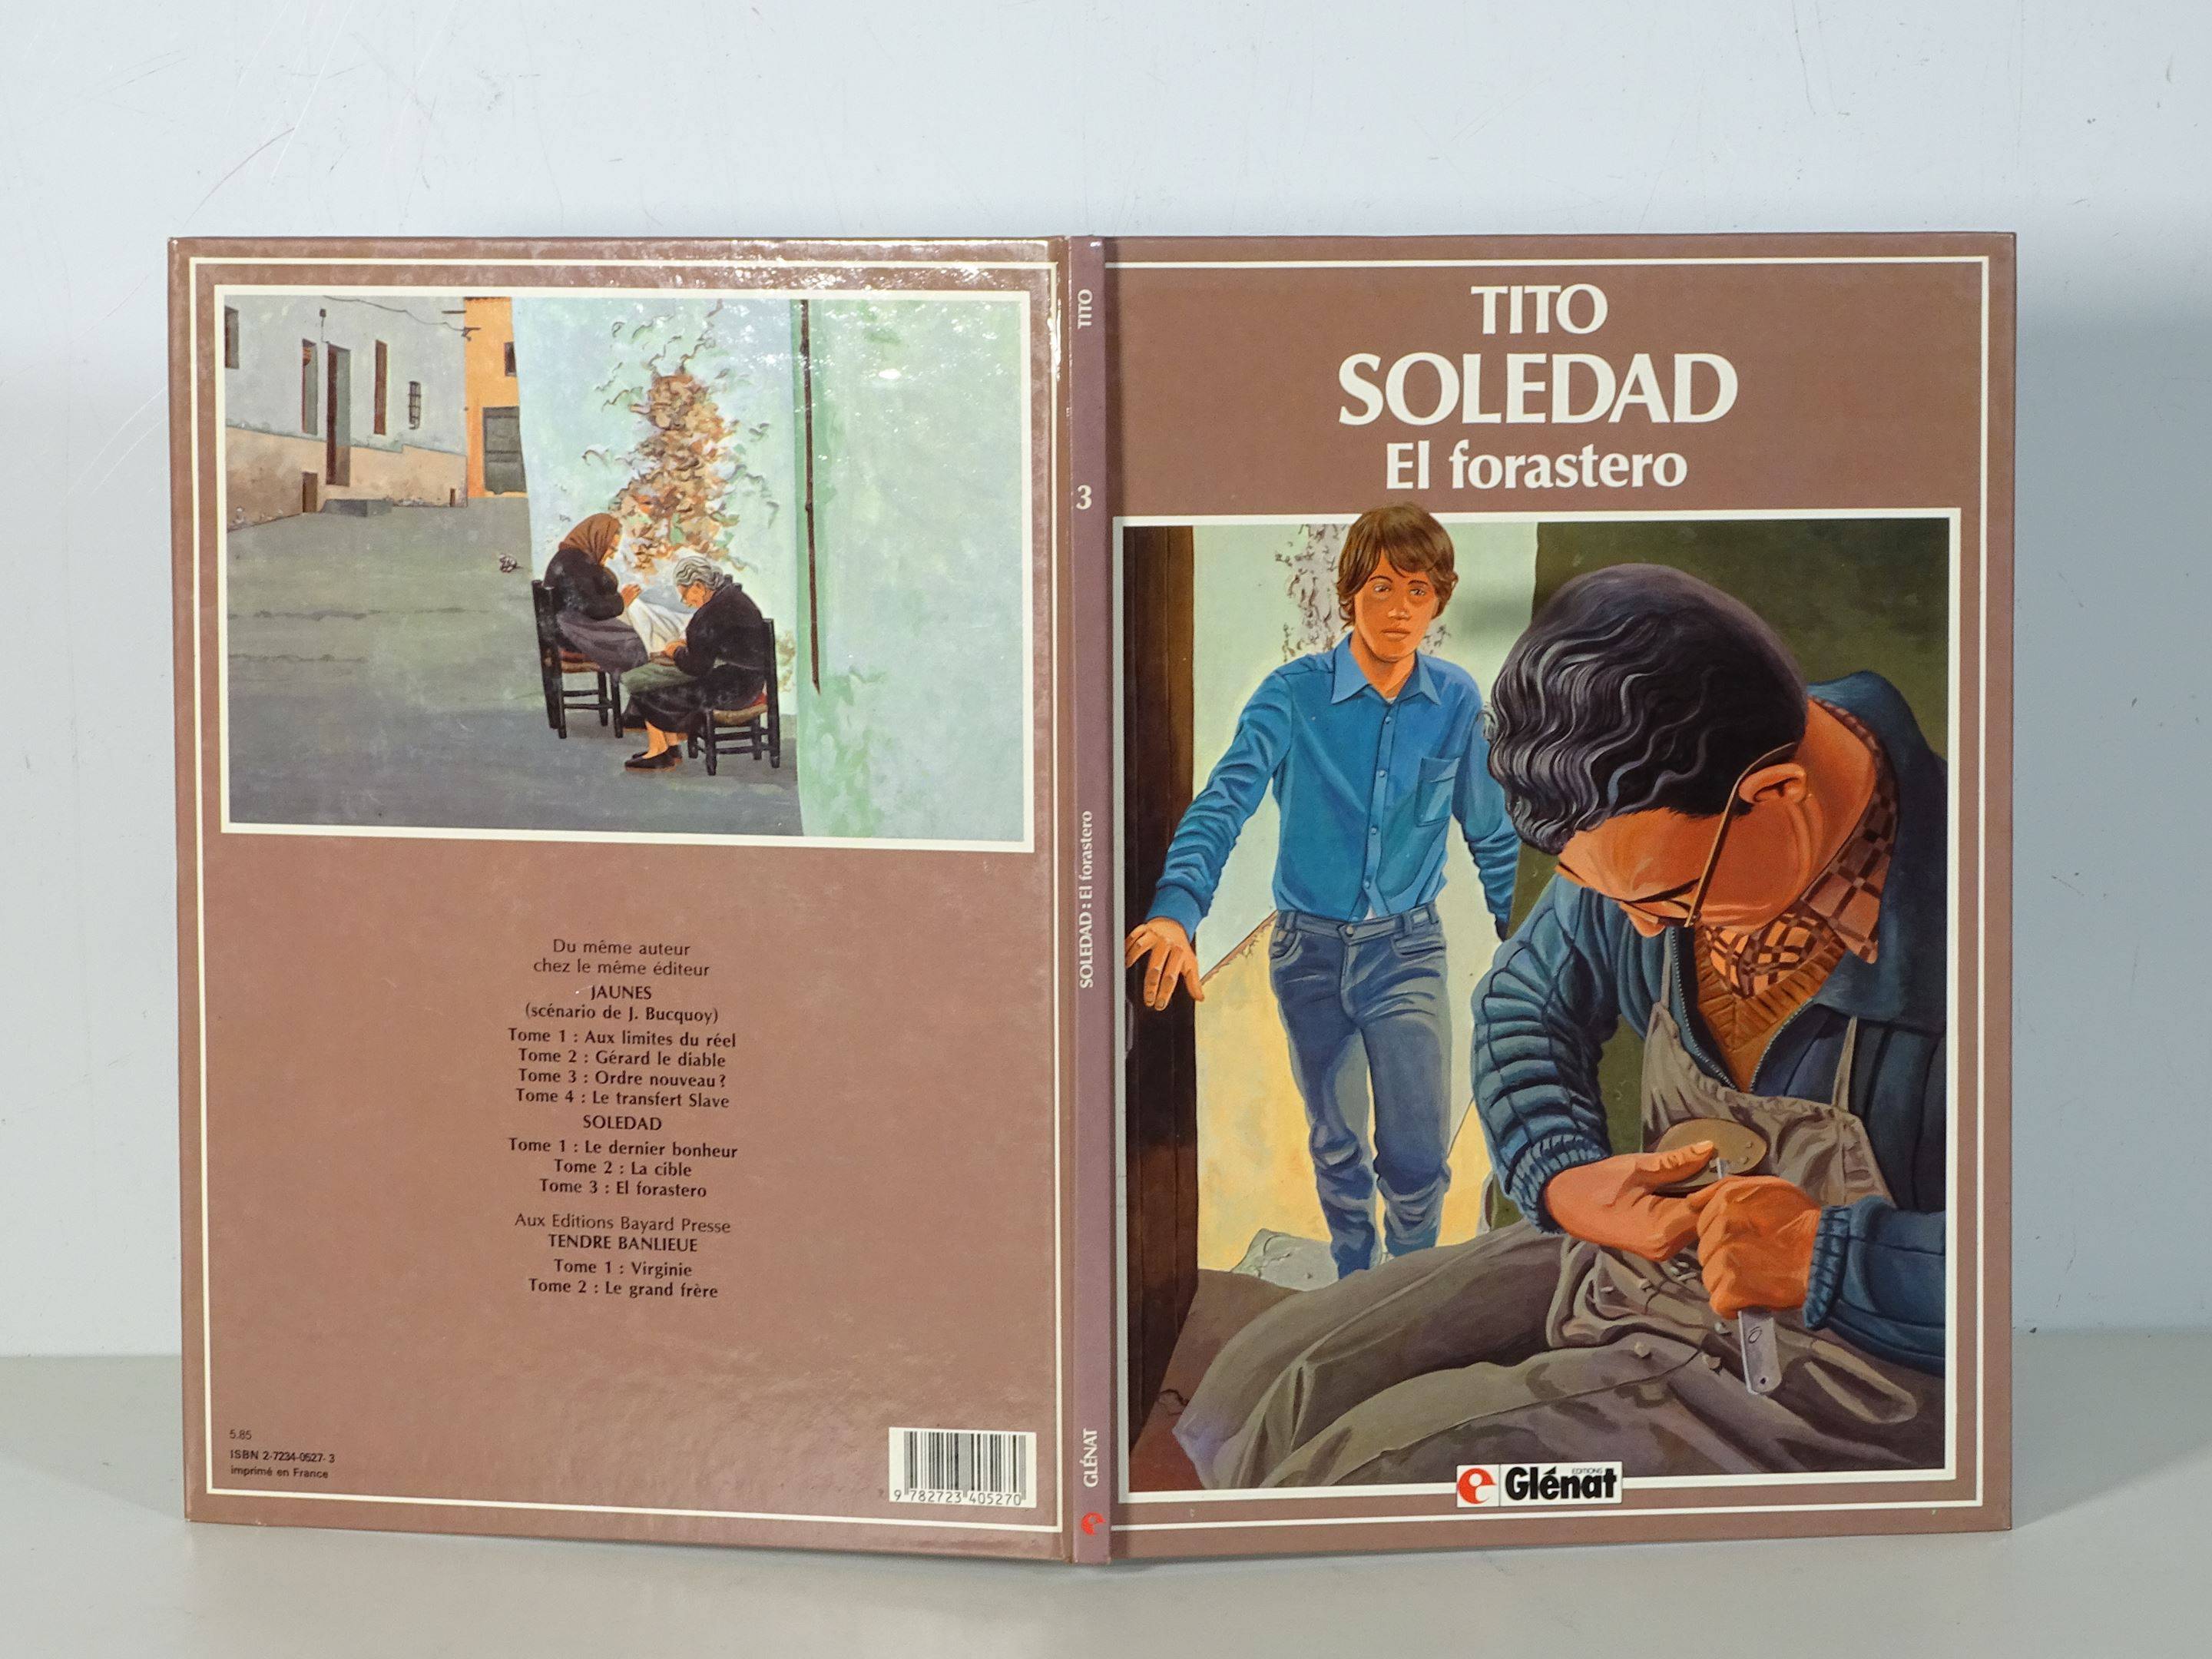 Du même auteur
chez le même éditeur
JAUNES
(scénario de J. Bucquoy)
Tome 1 : Aux limites du réel
Tome 2 : Gérard le diable
Tome 3 : Ordre nouveau ?
Tome 4 : Le transfert Slave
SOLEDAD
Tome 1 : Le dernier bonheur
Tome 2 : La cible
Tome 3 : El forastero
Aux Editions Bayard Presse
TENDRE BANLIEUE
Tome 1 : Virginie
Tome 2 : Le grand frère
5.85
ISBN 2-7234-0527-3
imprimé en France
9 782723 405270
TITO
3
SOLEDAD : El forastero
GLÉNAT
TITO
SOLEDAD
El forastero
EDITIONS
Glénat